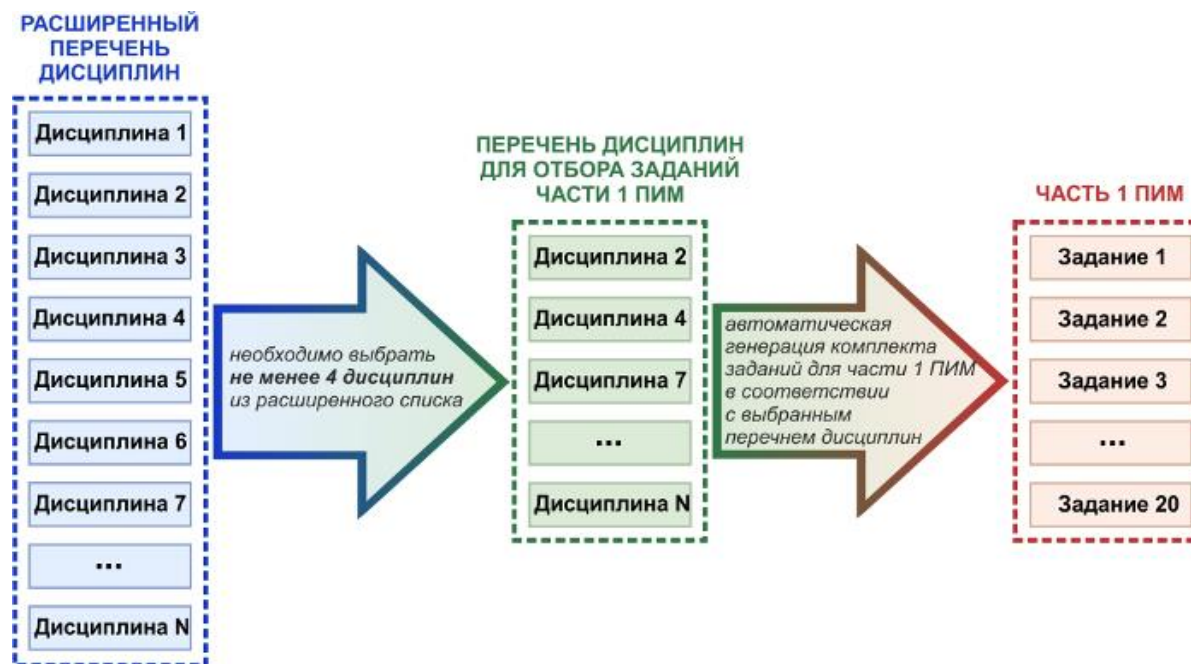 РАСШИРЕННЫЙ
ПЕРЕЧЕНЬ
ДИСЦИПЛИН
Дисциплина 1
Дисциплина 2
Дисциплина 3
Дисциплина 4
Дисциплина 5
Дисциплина 6
Дисциплина 7
...
Дисциплина N
необходимо выбрать
не менее 4 дисциплин
из расширенного списка
ПЕРЕЧЕНЬ ДИСЦИПЛИН
ДЛЯ ОТБОРА ЗАДАНИЙ
ЧАСТИ 1 ПИМ
Дисциплина 2
Дисциплина 4
Дисциплина 7
...
Дисциплина N
автоматическая
генерация комплекта
заданий для части 1 ПИМ
в соответствии
с выбранным
перечнем дисциплин
ЧАСТЬ 1 ПИМ
Задание 1
Задание 2
Задание 3
...
Задание 20